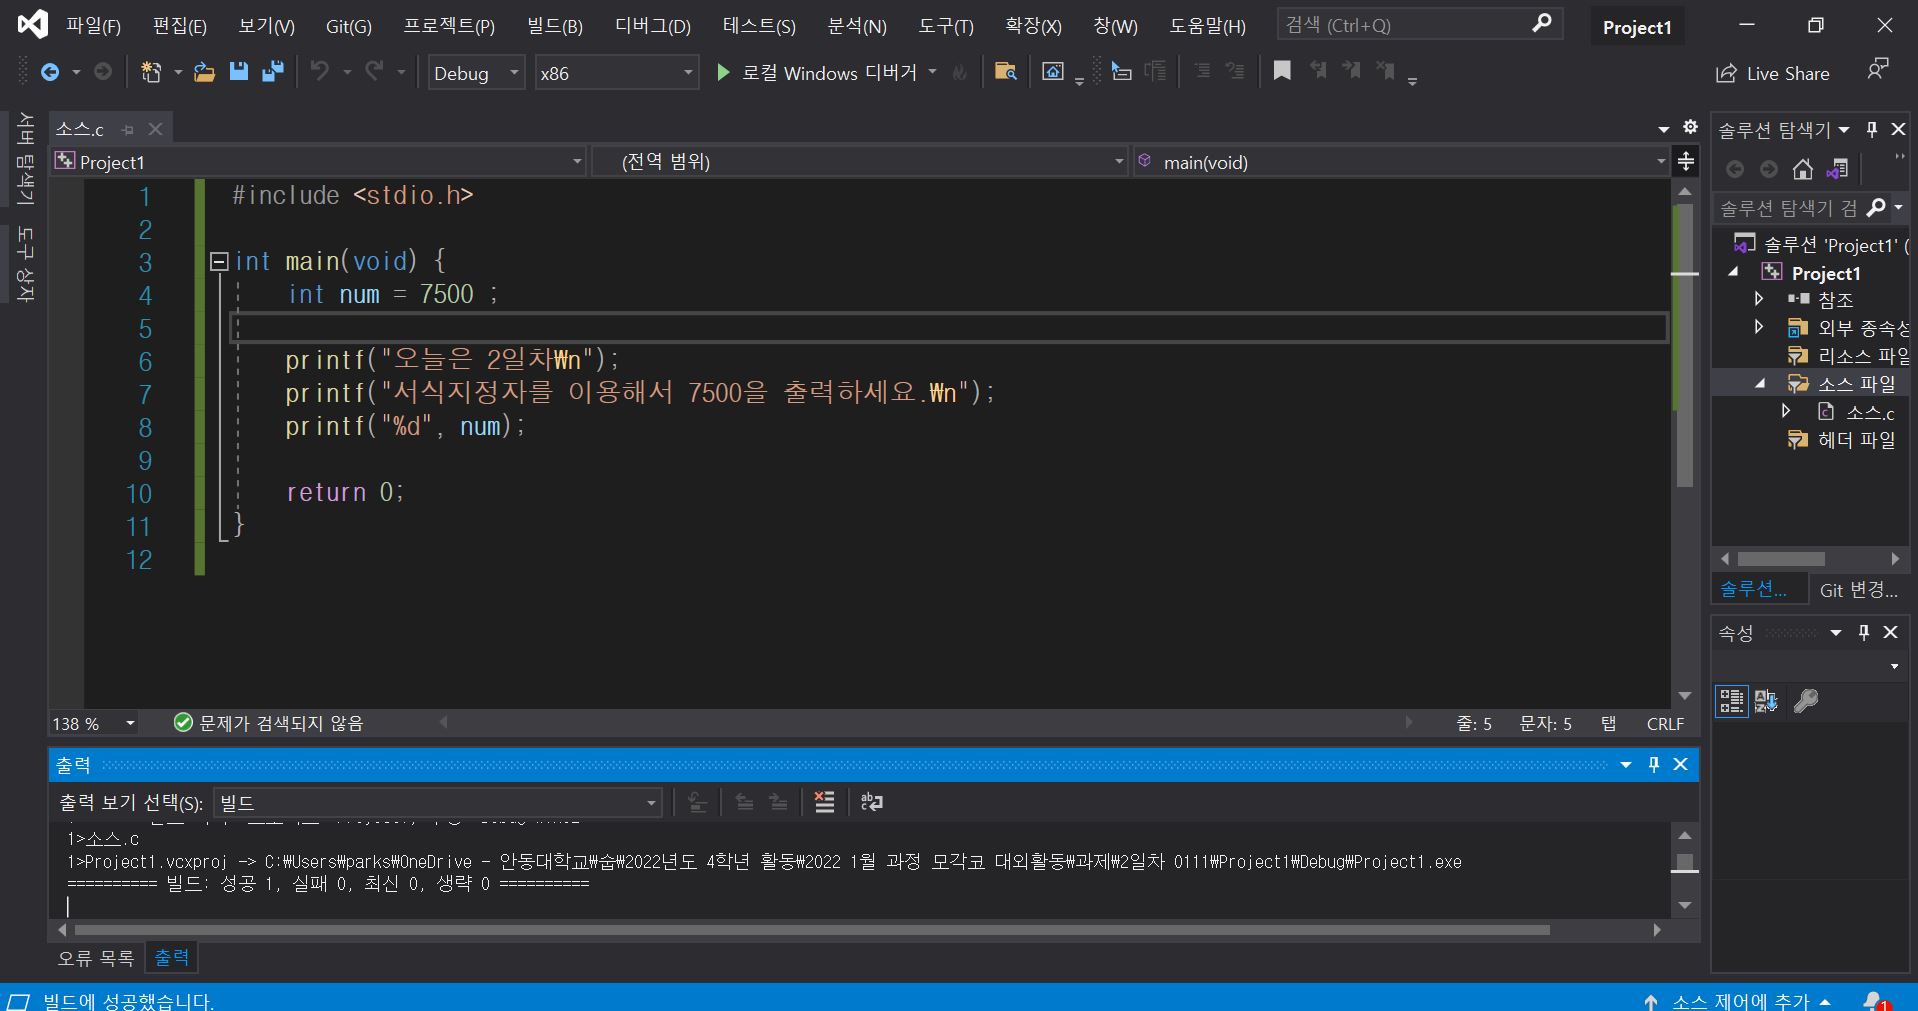 파일(F) 편집(E) 보기(V) Git(G) 프로젝트(P) 빌드(B) 디버그(D) 테스트(S) 분석(N) 도구(T) 확장(X) 창(W) 도움말(H) 검색 (Ctrl+Q) Project1
Debug x86 로컬 Windows 디버거 Live Share
서버 탐색기
도구 상자
소스.c
Project1 (전역 범위) main(void)
1 #include <stdio.h>
2
3 int main(void) {
4 int num = 7500 ;
5
6 printf("오늘은 2일차₩n");
7 printf("서식지정자를 이용해서 7500을 출력하세요.₩n");
8 printf("%d", num);
9
10 return 0;
11 }
12
138 % 문제가 검색되지 않음 줄: 5 문자: 5 탭 CRLF
출력
출력 보기 선택(S): 빌드
1>소스.c
1>Project1.vcxproj -> C:₩Users₩parks₩OneDrive - 안동대학교₩숩₩2022년도 4학년 활동₩2022 1월 과정 모각코 대외활동₩과제₩2일차 0111₩Project1₩Debug₩Project1.exe
========== 빌드: 성공 1, 실패 0, 최신 0, 생략 0 ==========
오류 목록 출력
솔루션 탐색기
솔루션 탐색기 검
솔루션 'Project1' (
Project1
참조
외부 종속성
리소스 파일
소스 파일
소스.c
헤더 파일
솔루션... Git 변경...
속성
빌드에 성공했습니다. 소스 제어에 추가 1